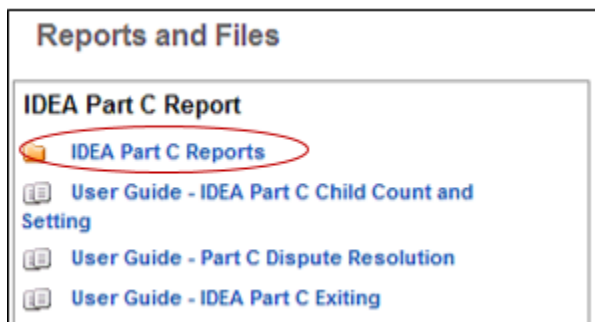 Reports and Files
IDEA Part C Report
IDEA Part C Reports
User Guide - IDEA Part C Child Count and
Setting
User Guide - Part C Dispute Resolution
User Guide - IDEA Part C Exiting